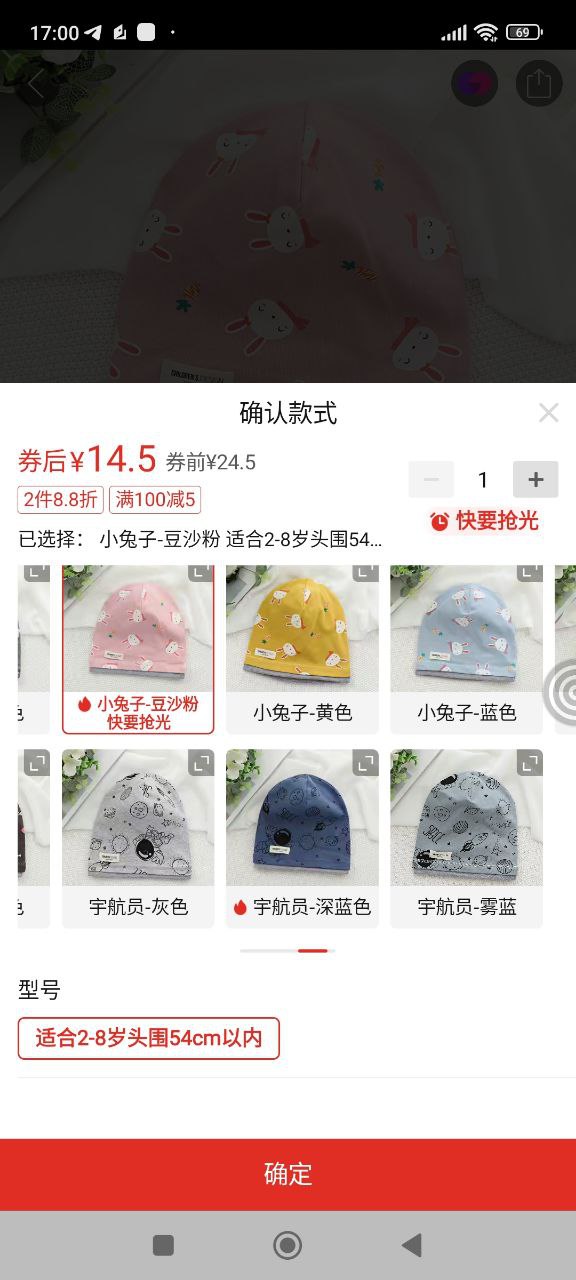 17:00
69
CHILDREN'S
确认款式
券后¥14.5 券前¥24.5
1
2件8.8折 满100减5
快要抢光
已选择： 小兔子-豆沙粉 适合2-8岁头围54...
小兔子-豆沙粉
快要抢光
小兔子-黄色
小兔子-蓝色
宇航员-灰色
宇航员-深蓝色
宇航员-雾蓝
型号
适合2-8岁头围54cm以内
确定